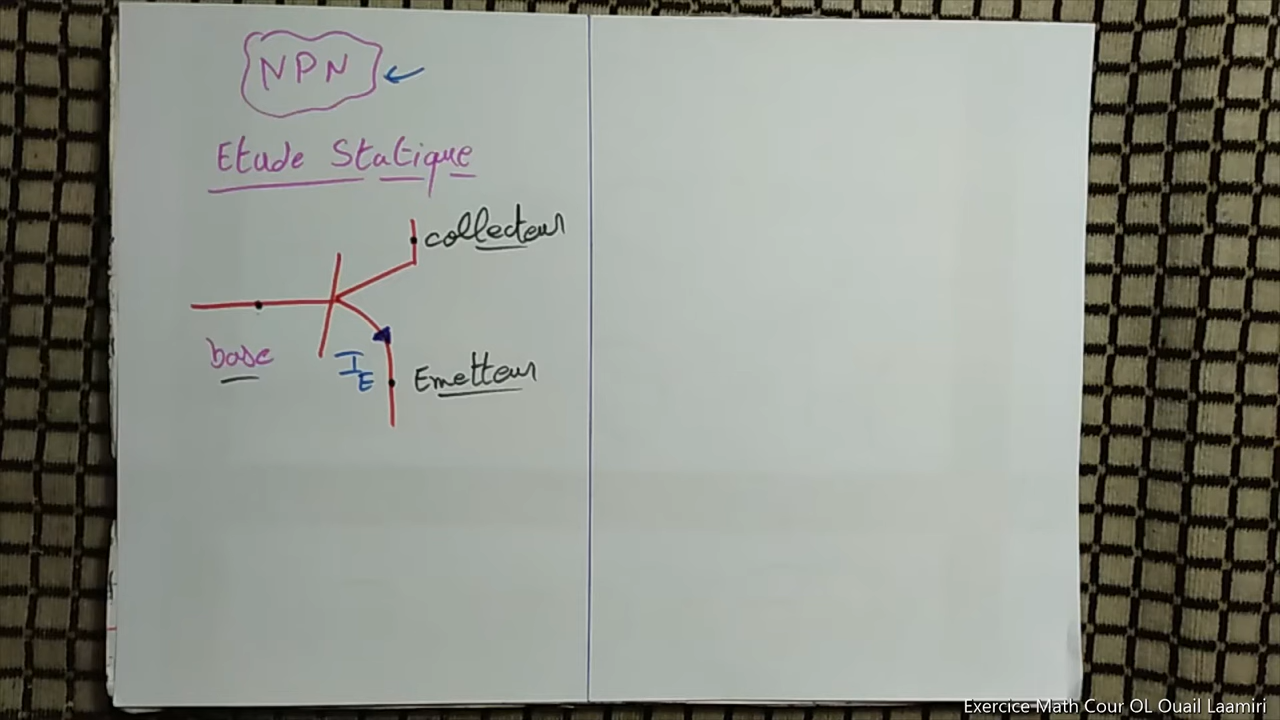 NPN
Etude Statique
collecteur
base
IE
Emetteur
Exercice Math Cour OL Ouail Laamiri